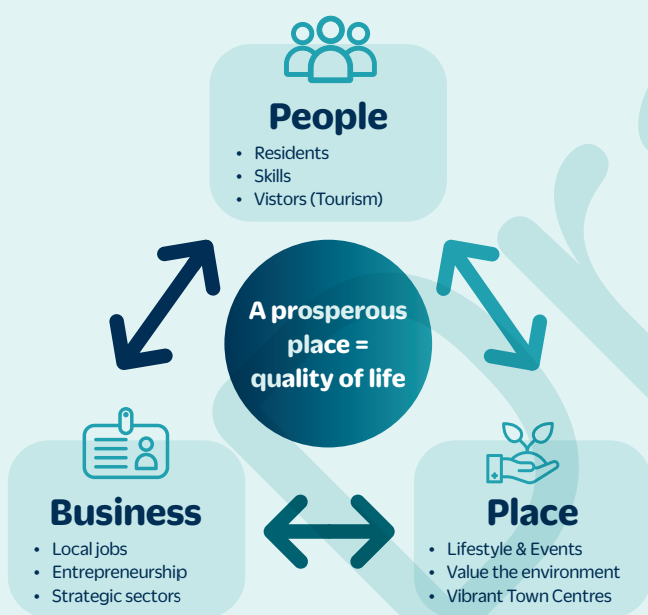 People
• Residents
• Skills
• Vistors (Tourism)
A prosperous
place =
quality of life
Business
• Local jobs
• Entrepreneurship
• Strategic sectors
Place
• Lifestyle & Events
• Value the environment
• Vibrant Town Centres